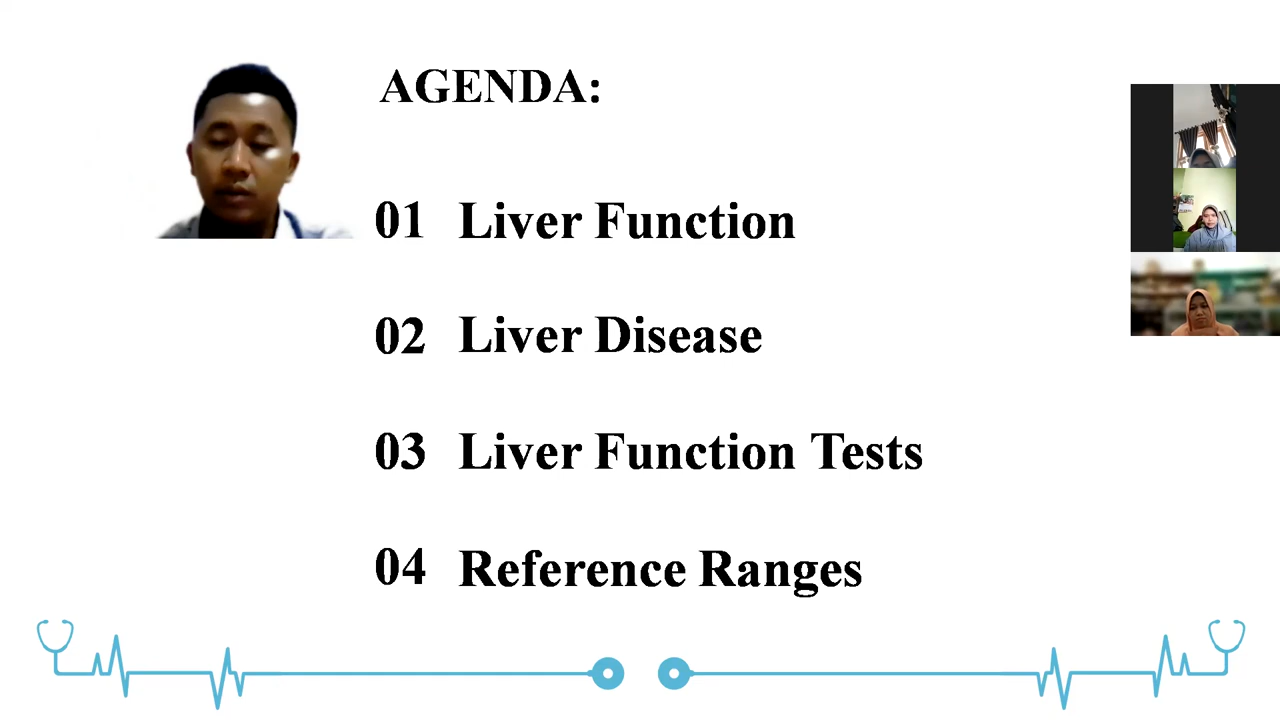 AGENDA:
01 Liver Function
02 Liver Disease
03 Liver Function Tests
04 Reference Ranges